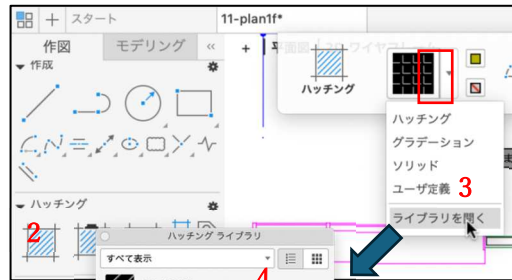 スタート
11-plan1f*
作図
モデリング
作成
ハッチング
ハッチング
グラデーション
ソリッド
ユーザ定義 3
ライブラリを開く
ハッチング
2
ハッチング ライブラリ
すべて表示
4